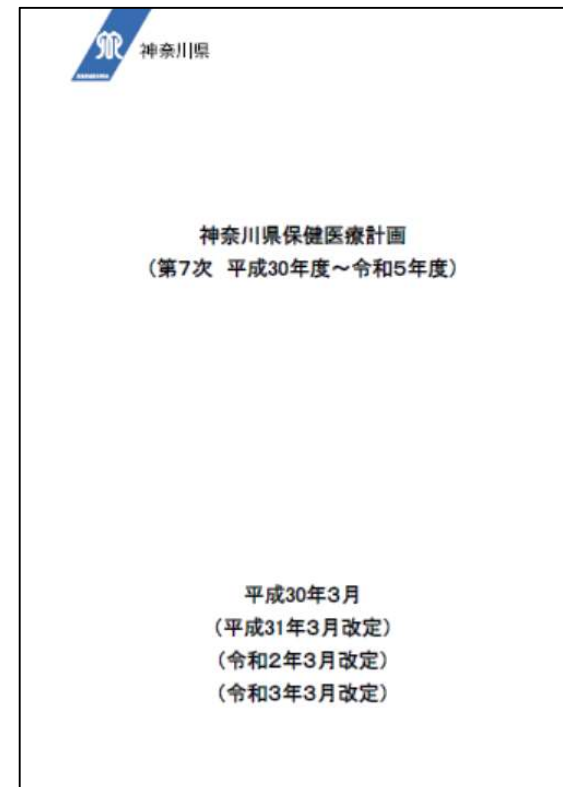 神奈川県
神奈川県保健医療計画
（第7次 平成30年度～令和5年度）
平成30年3月
（平成31年3月改定）
（令和2年3月改定）
（令和3年3月改定）